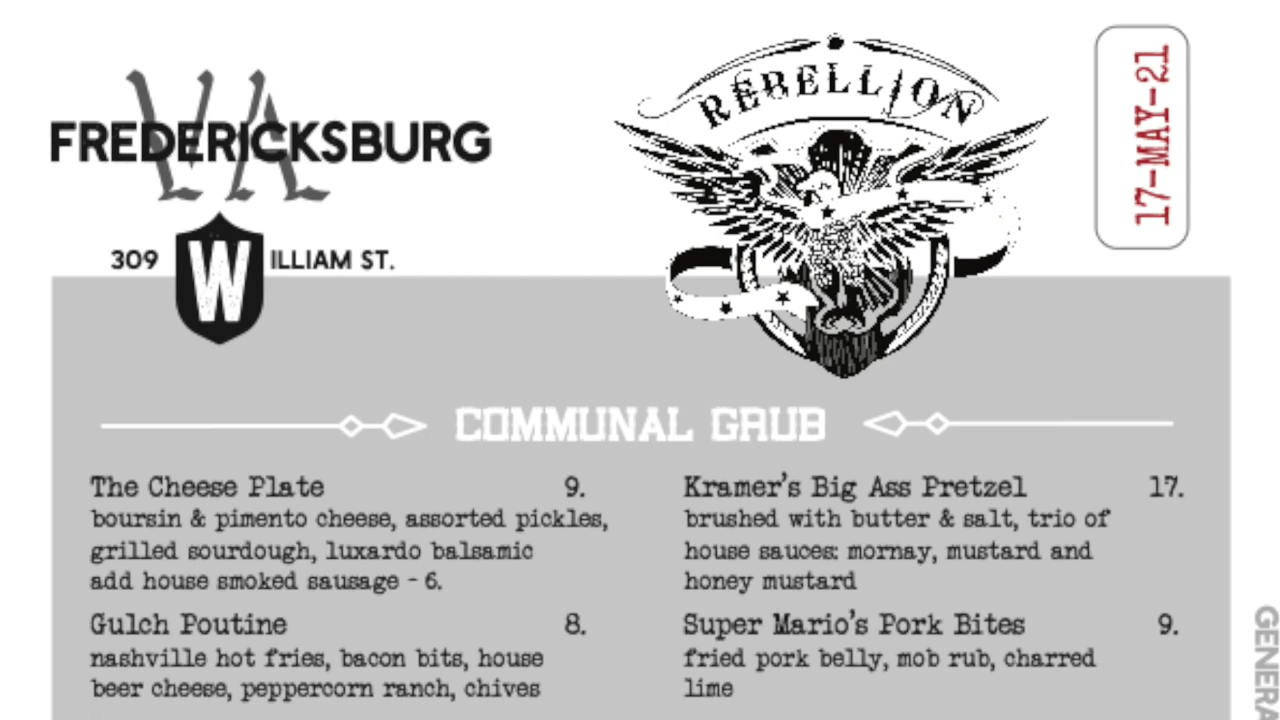 VA
FREDERICKSBURG
309 WILLIAM ST.
REBELLION
17-MAY-21
COMMUNAL GRUB
The Cheese Plate 9.
boursin & pimento cheese, assorted pickles,
grilled sourdough, luxardo balsamic
add house smoked sausage - 6.
Gulch Poutine 8.
nashville hot fries, bacon bits, house
beer cheese, peppercorn ranch, chives
Kramer's Big Ass Pretzel 17.
brushed with butter & salt, trio of
house sauces: mornay, mustard and
honey mustard
Super Mario's Pork Bites 9.
fried pork belly, mob rub, charred
lime
GENERA